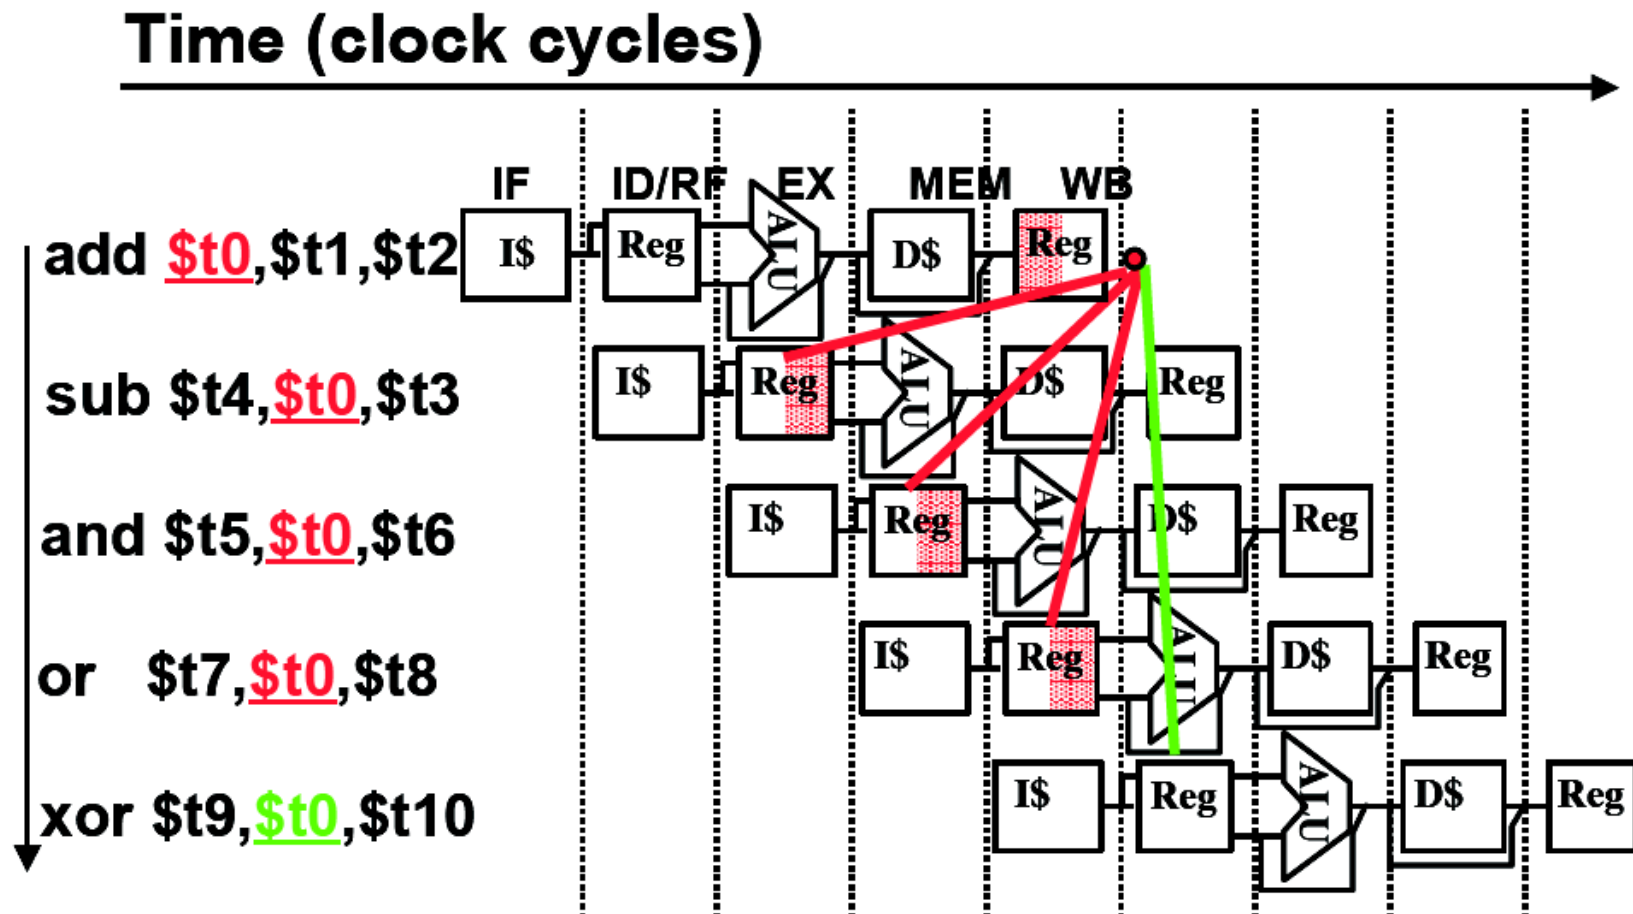 Time (clock cycles)
IF ID/RF EX MEM WB
add $t0,$t1,$t2 I$ Reg ALU D$ Reg
sub $t4,$t0,$t3 I$ Reg ALU D$ Reg
and $t5,$t0,$t6 I$ Reg ALU D$ Reg
or $t7,$t0,$t8 I$ Reg ALU D$ Reg
xor $t9,$t0,$t10 I$ Reg ALU D$ Reg